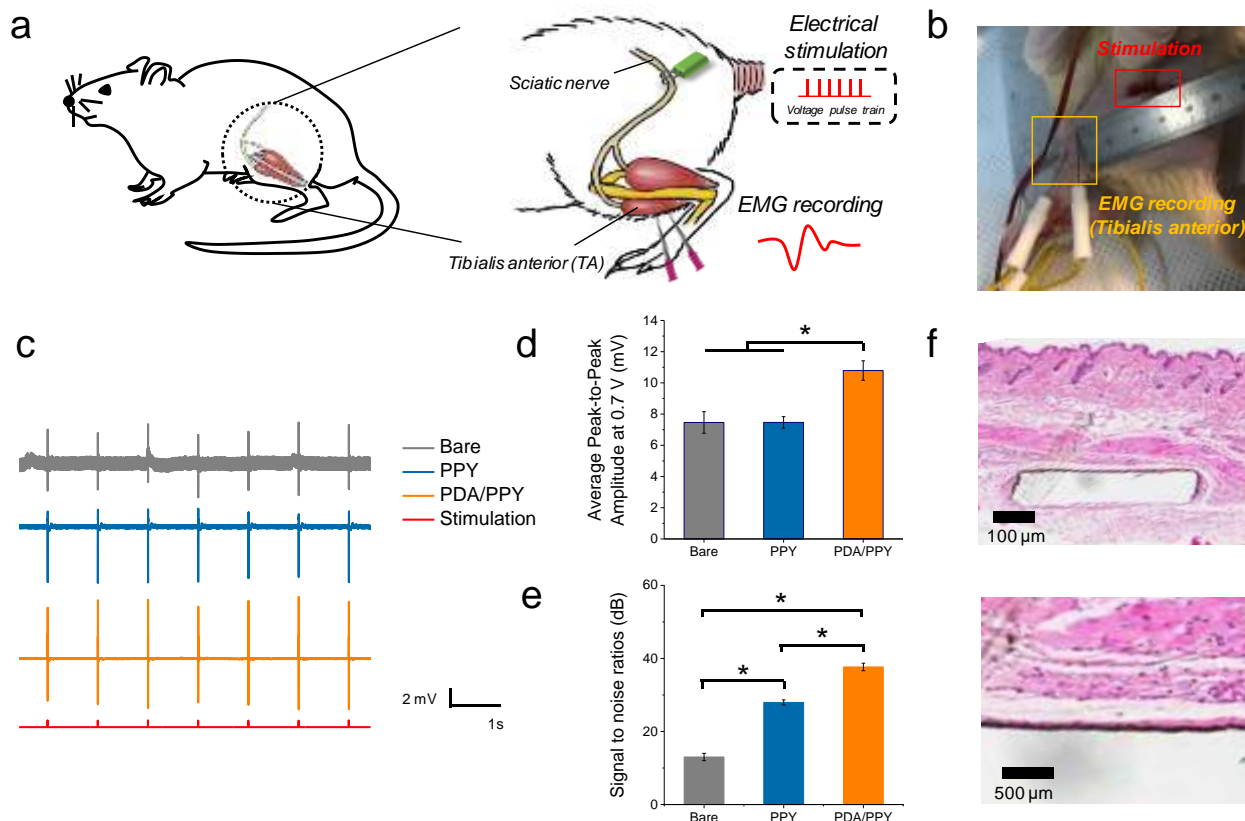 a
Electrical
stimulation
Sciatic nerve
Voltage pulse train
EMG recording
Tibialis anterior (TA)
b
Stimulation
EMG recording
(Tibialis anterior)
c
Bare
PPY
PDA/PPY
Stimulation
2 mV
1s
d
Average Peak-to-Peak
Amplitude at 0.7 V (mV)
14
12
10
8
6
4
2
0
*
Bare
PPY
PDA/PPY
e
Signal to noise ratios (dB)
60
40
20
0
*
*
*
Bare
PPY
PDA/PPY
f
100 µm
500 µm